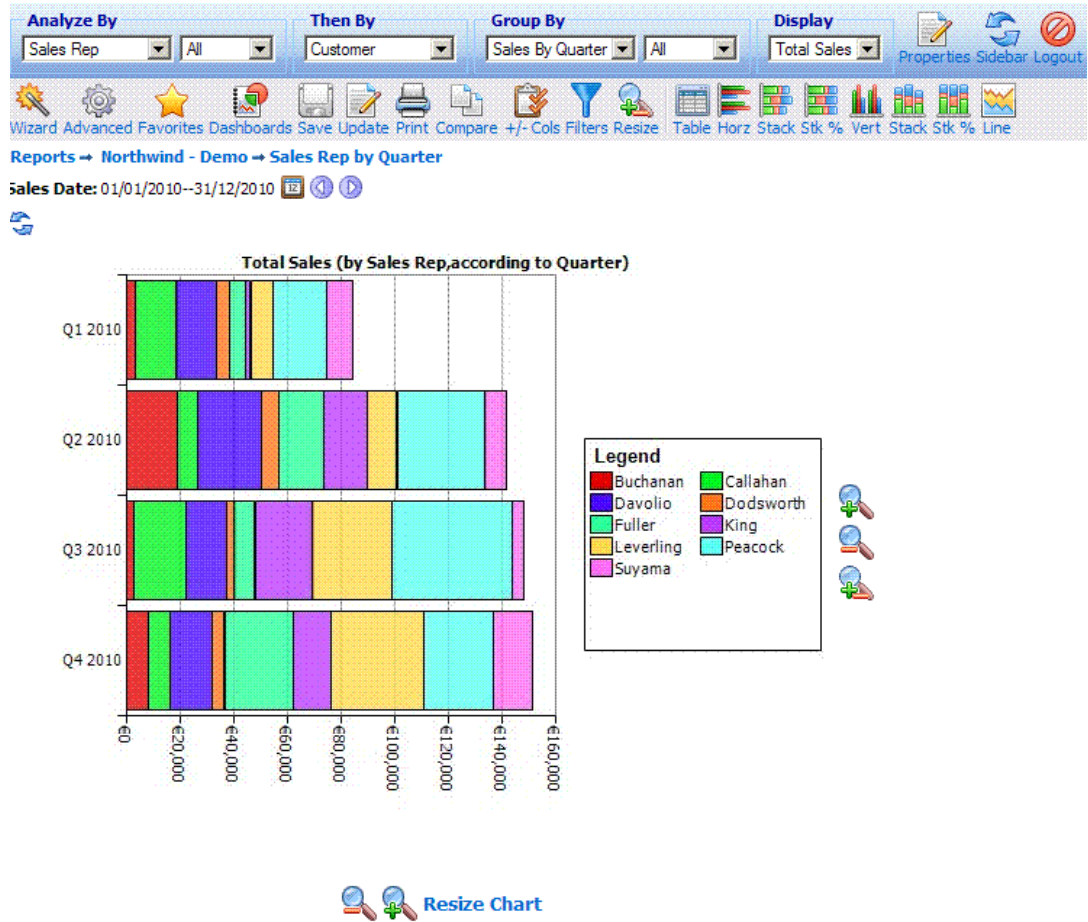 Analyze By Then By Group By Display
Sales Rep All Customer Sales By Quarter All Total Sales
Properties Sidebar Logout
Wizard Advanced Favorites Dashboards Save Update Print Compare +/- Cols Filters Resize Table Horz Stack Stk % Vert Stack Stk % Line
Reports → Northwind - Demo → Sales Rep by Quarter
Sales Date: 01/01/2010--31/12/2010 12
Total Sales (by Sales Rep,according to Quarter)
Q1 2010
Q2 2010
Q3 2010
Q4 2010
€0 €20,000 €40,000 €60,000 €80,000 €100,000 €120,000 €140,000 €160,000
Legend
Buchanan Callahan
Davolio Dodsworth
Fuller King
Leverling Peacock
Suyama
Resize Chart